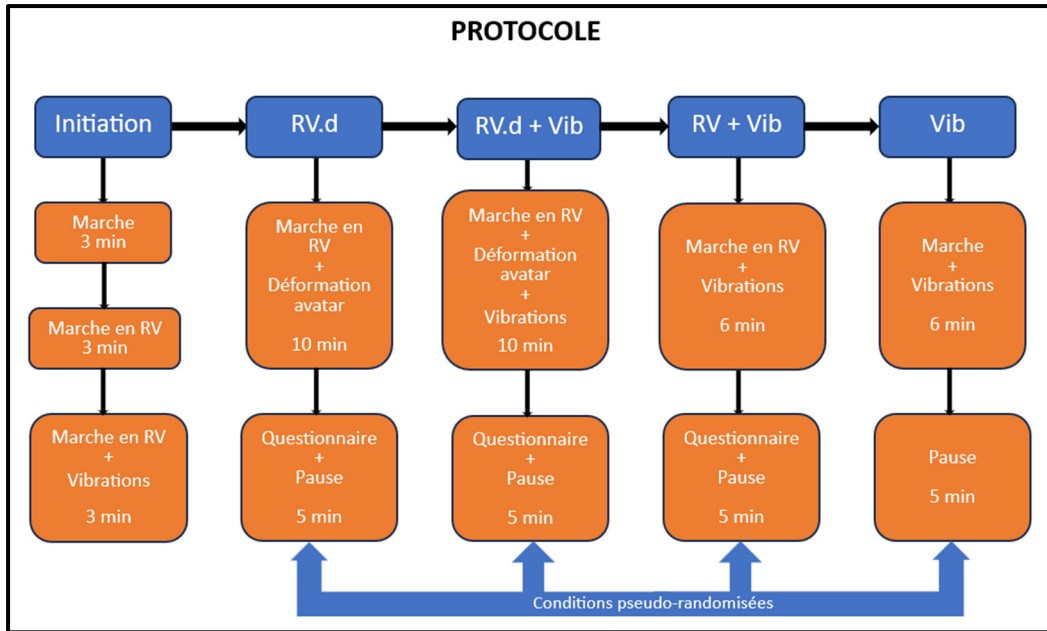 PROTOCOLE
Initiation
RV.d
RV.d + Vib
RV + Vib
Vib
Marche
3 min
Marche en RV
3 min
Marche en RV
+
Vibrations
3 min
Marche en
RV
+
Déformation
avatar
10 min
Questionnaire
+
Pause
5 min
Marche en RV
+
Déformation
avatar
+
Vibrations
10 min
Questionnaire
+
Pause
5 min
Marche en RV
+
Vibrations
6 min
Questionnaire
+
Pause
5 min
Marche
+
Vibrations
6 min
Pause
5 min
Conditions pseudo-randomisées